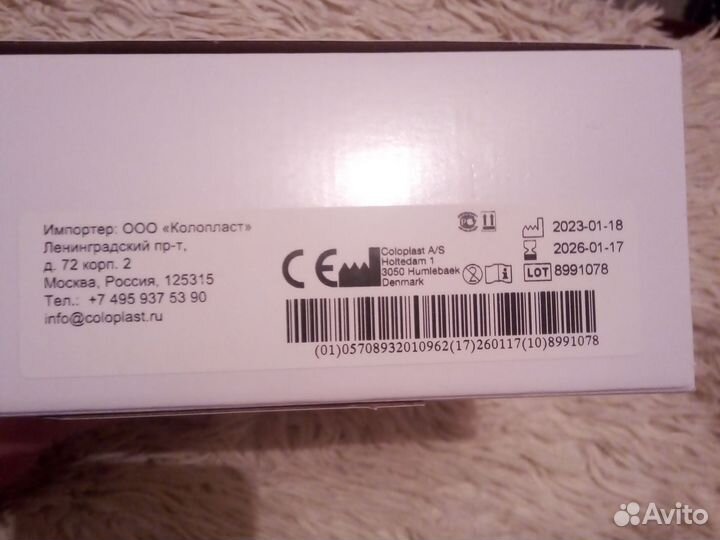 Импортер: ООО «Колопласт»
Ленинградский пр-т,
д. 72 корп. 2
Москва, Россия, 125315
Тел.: +7 495 937 53 90
info@coloplast.ru
CE
Coloplast A/S
Holtedam 1
3050 Humlebaek
Denmark
2023-01-18
2026-01-17
LOT 8991078
(01)05708932010962(17)260117(10)8991078
Avito